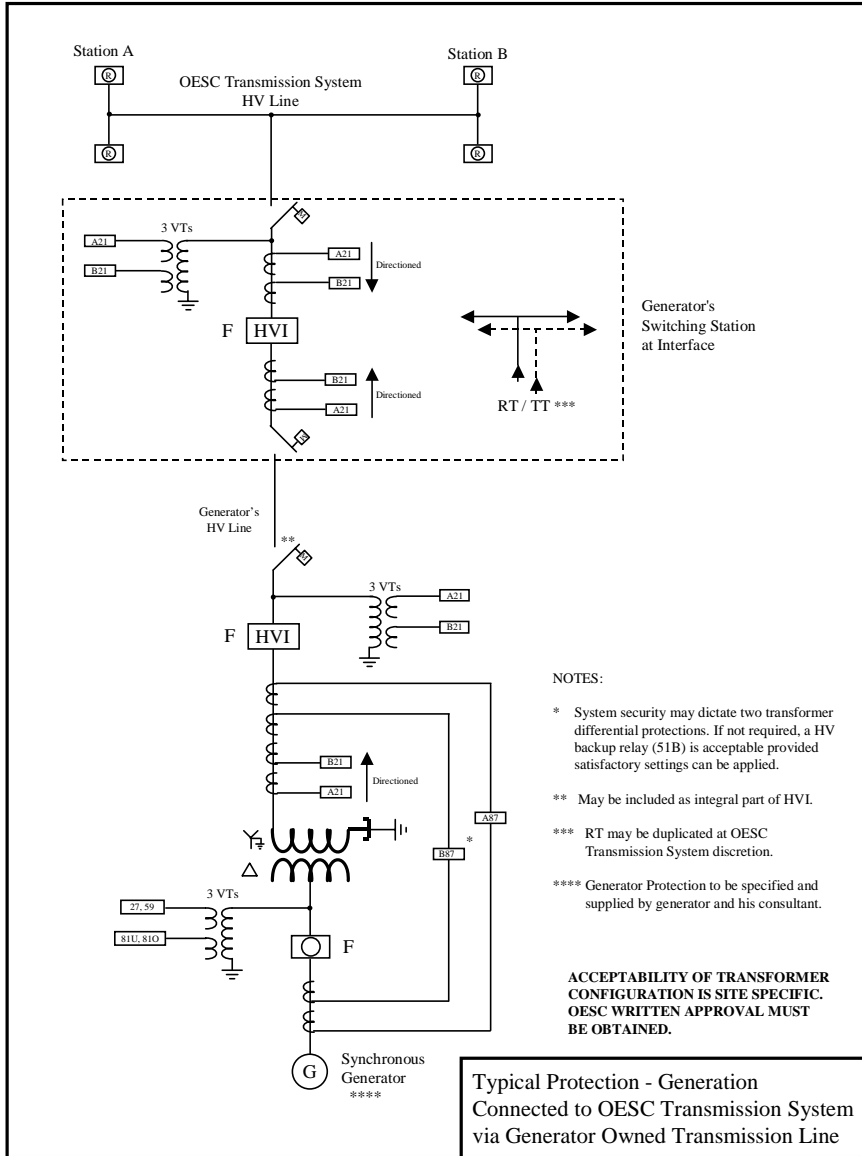 Station A
Station B
R
R
OESC Transmission System
HV Line
R
R
M
3 VTs
A21
B21
A21
B21
Directioned
F
HVI
B21
A21
Directioned
M
RT / TT ***
Generator's
Switching Station
at Interface
Generator's
HV Line
**
M
3 VTs
A21
B21
F
HVI
B21
A21
Directioned
A87
B87
*
3 VTs
27, 59
81U, 81O
F
G
Synchronous
Generator
****
NOTES:
* System security may dictate two transformer
differential protections. If not required, a HV
backup relay (51B) is acceptable provided
satisfactory settings can be applied.
** May be included as integral part of HVI.
*** RT may be duplicated at OESC
Transmission System discretion.
**** Generator Protection to be specified and
supplied by generator and his consultant.
ACCEPTABILITY OF TRANSFORMER
CONFIGURATION IS SITE SPECIFIC.
OESC WRITTEN APPROVAL MUST
BE OBTAINED.
Typical Protection - Generation
Connected to OESC Transmission System
via Generator Owned Transmission Line